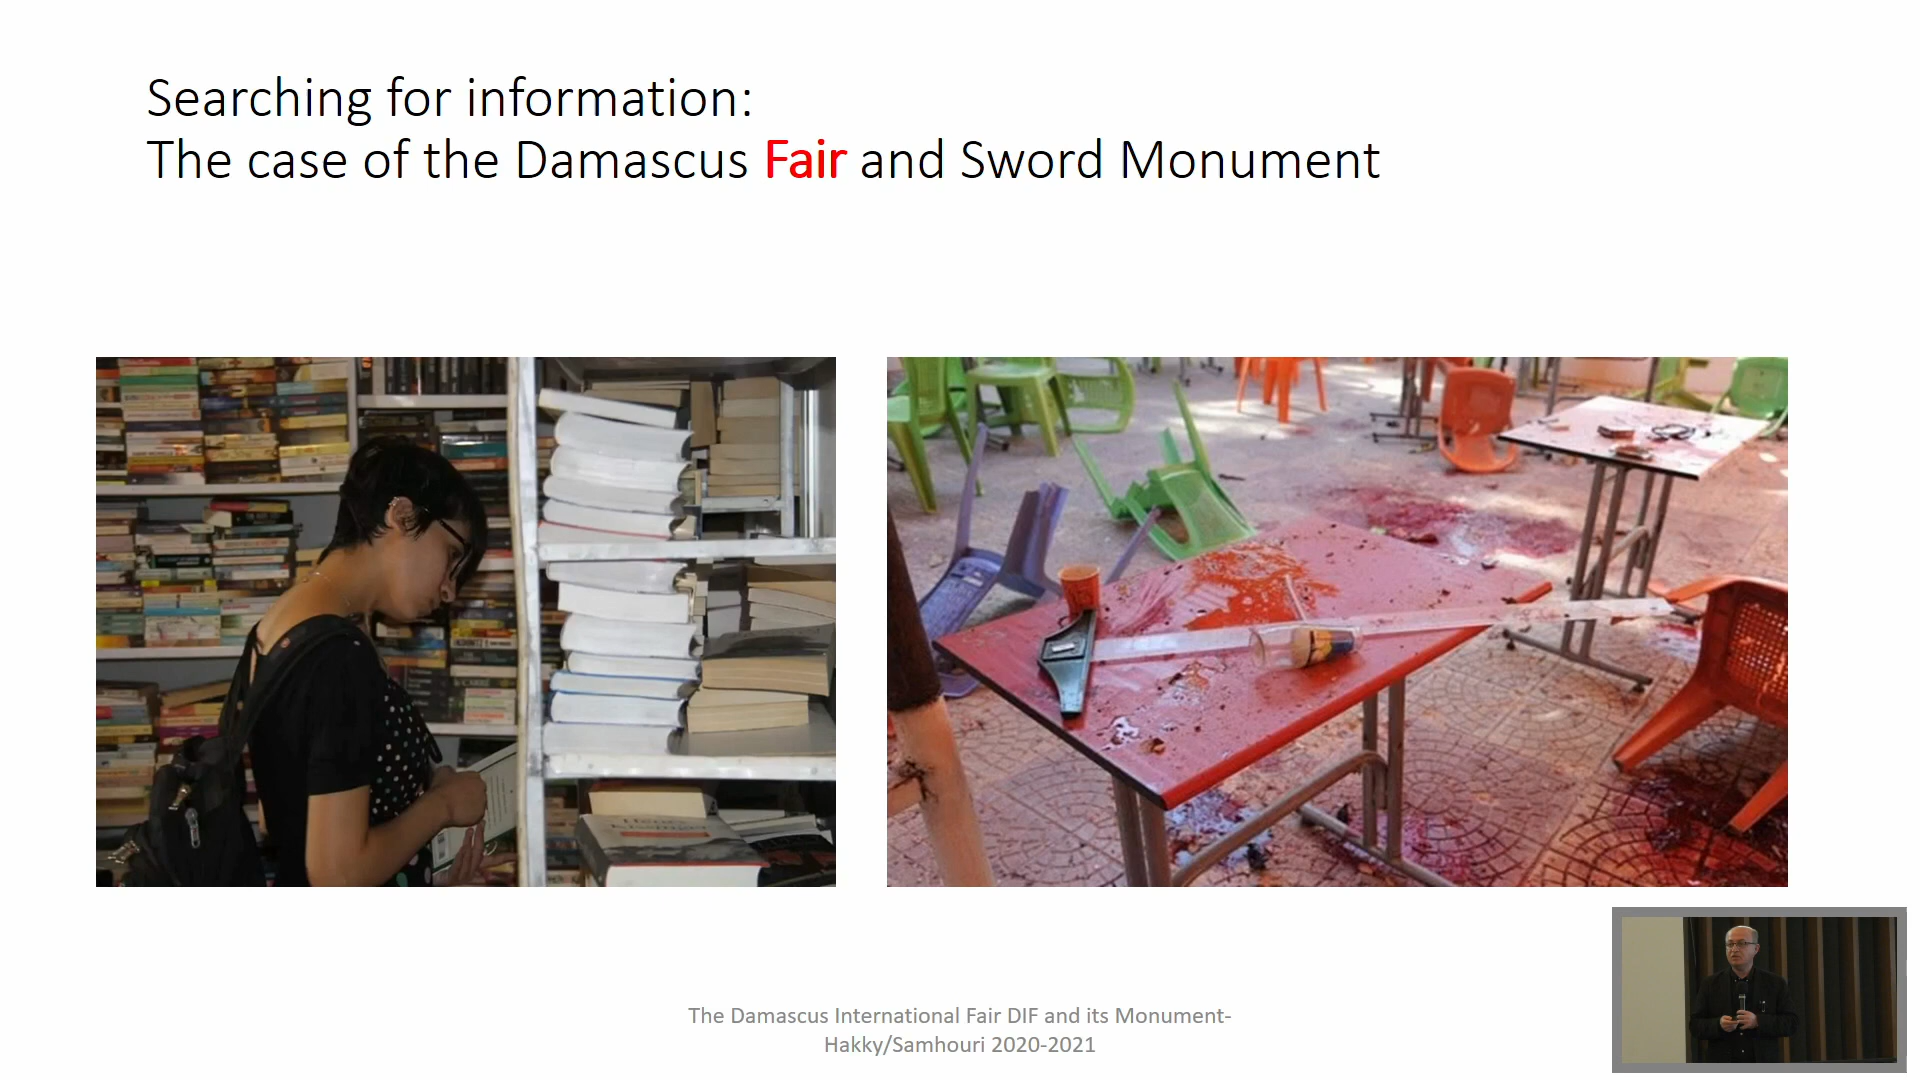 Searching for information:
The case of the Damascus Fair and Sword Monument
The Damascus International Fair DIF and its Monument-
Hakky/Samhouri 2020-2021